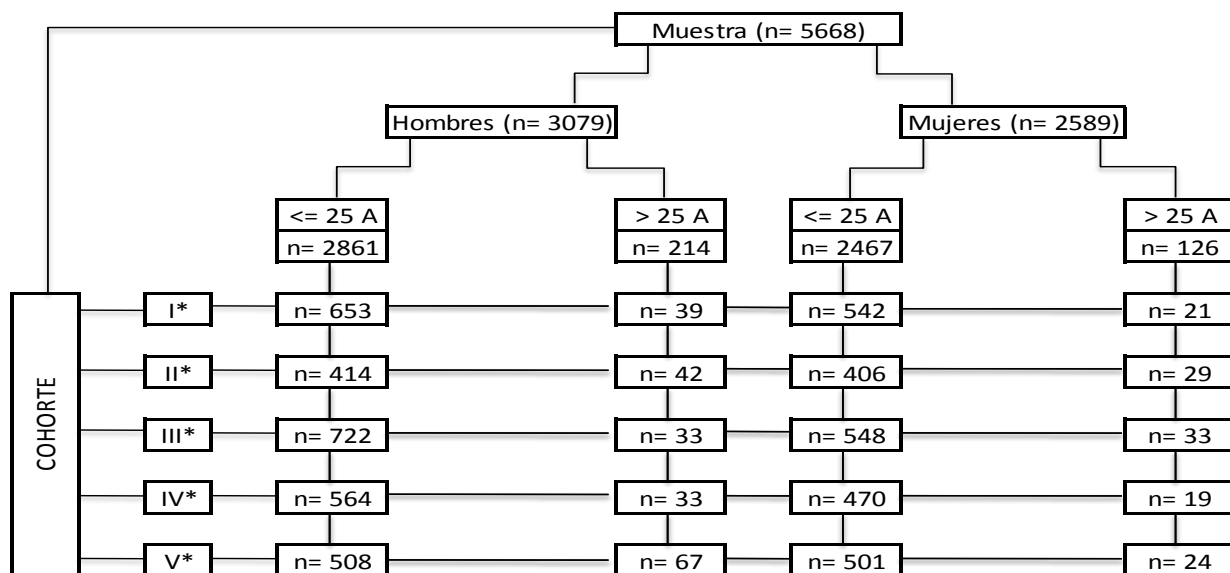 Muestra (n= 5668)
Hombres (n= 3079)
Mujeres (n= 2589)
<= 25 A
> 25 A
<= 25 A
> 25 A
n= 2861
n= 214
n= 2467
n= 126
COHORTE
I*
n= 653
n= 39
n= 542
n= 21
II*
n= 414
n= 42
n= 406
n= 29
III*
n= 722
n= 33
n= 548
n= 33
IV*
n= 564
n= 33
n= 470
n= 19
V*
n= 508
n= 67
n= 501
n= 24